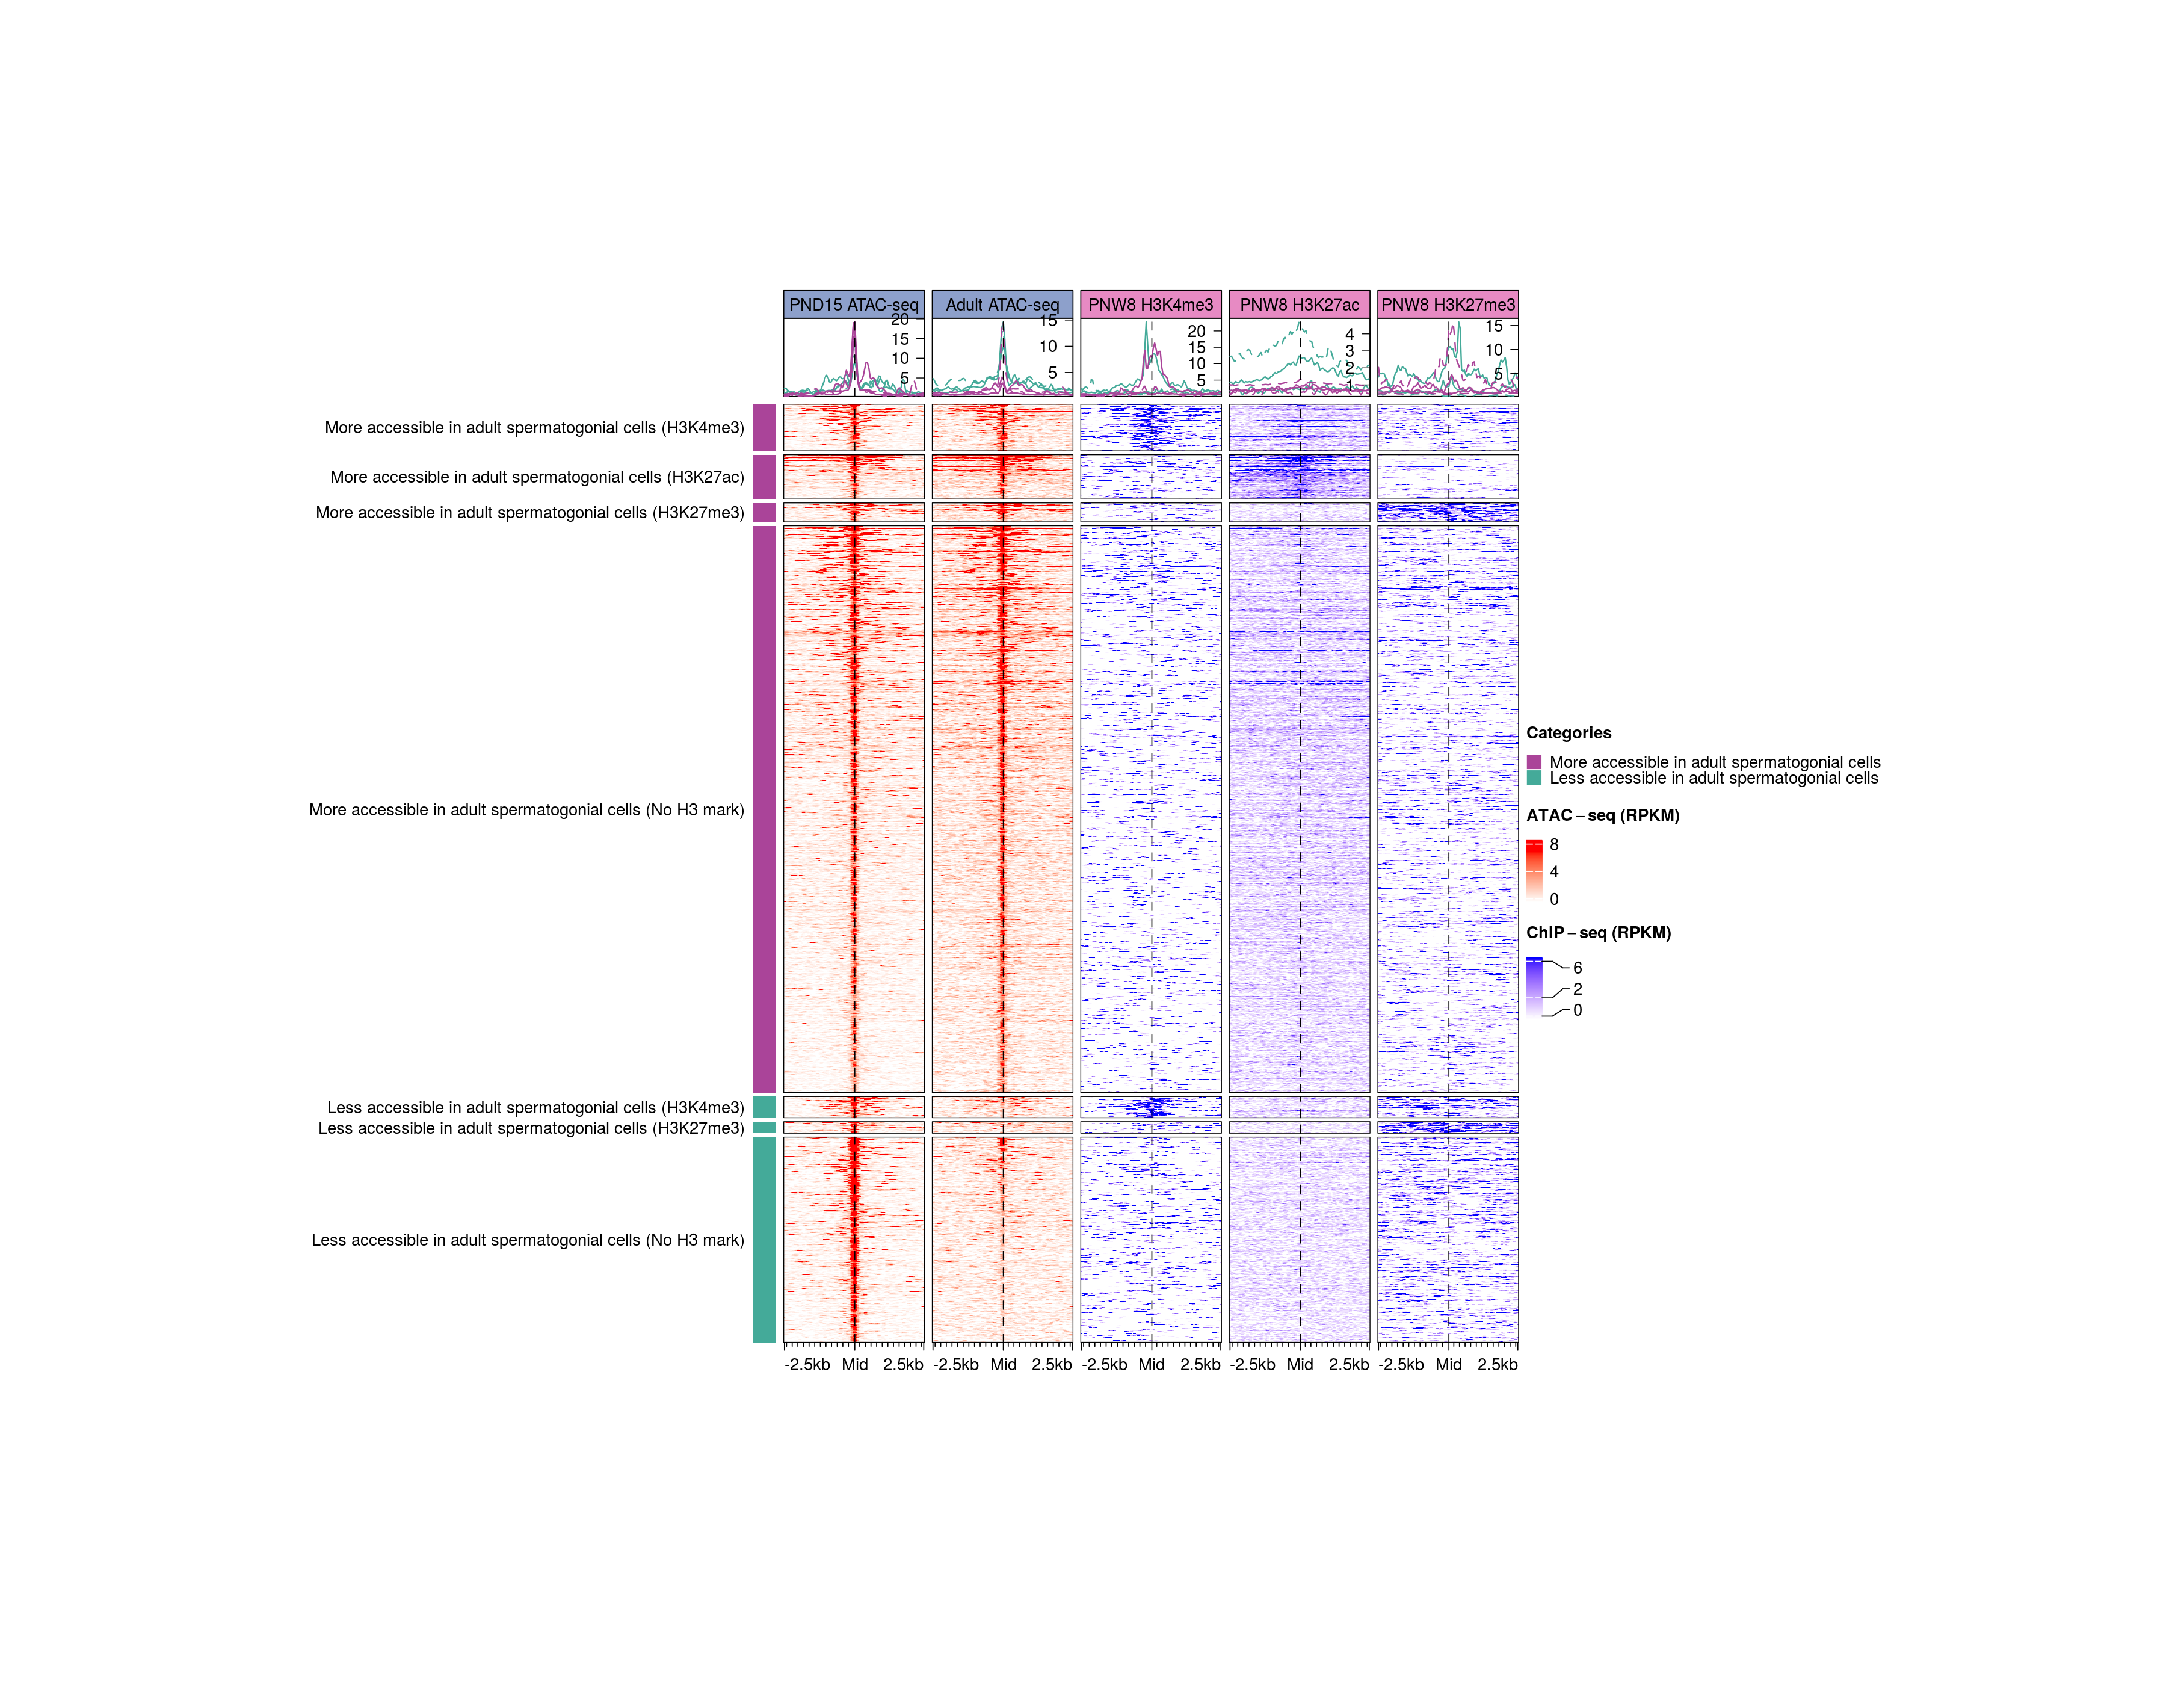 PND15 ATAC-seq
Adult ATAC-seq
PNW8 H3K4me3
PNW8 H3K27ac
PNW8 H3K27me3
20
15
10
5
15
10
5
20
15
10
5
4
3
2
1
15
10
5
More accessible in adult spermatogonial cells (H3K4me3)
More accessible in adult spermatogonial cells (H3K27ac)
More accessible in adult spermatogonial cells (H3K27me3)
More accessible in adult spermatogonial cells (No H3 mark)
Less accessible in adult spermatogonial cells (H3K4me3)
Less accessible in adult spermatogonial cells (H3K27me3)
Less accessible in adult spermatogonial cells (No H3 mark)
-2.5kb Mid 2.5kb
-2.5kb Mid 2.5kb
-2.5kb Mid 2.5kb
-2.5kb Mid 2.5kb
-2.5kb Mid 2.5kb
Categories
More accessible in adult spermatogonial cells
Less accessible in adult spermatogonial cells
ATAC-seq (RPKM)
8
4
0
ChIP-seq (RPKM)
6
2
0